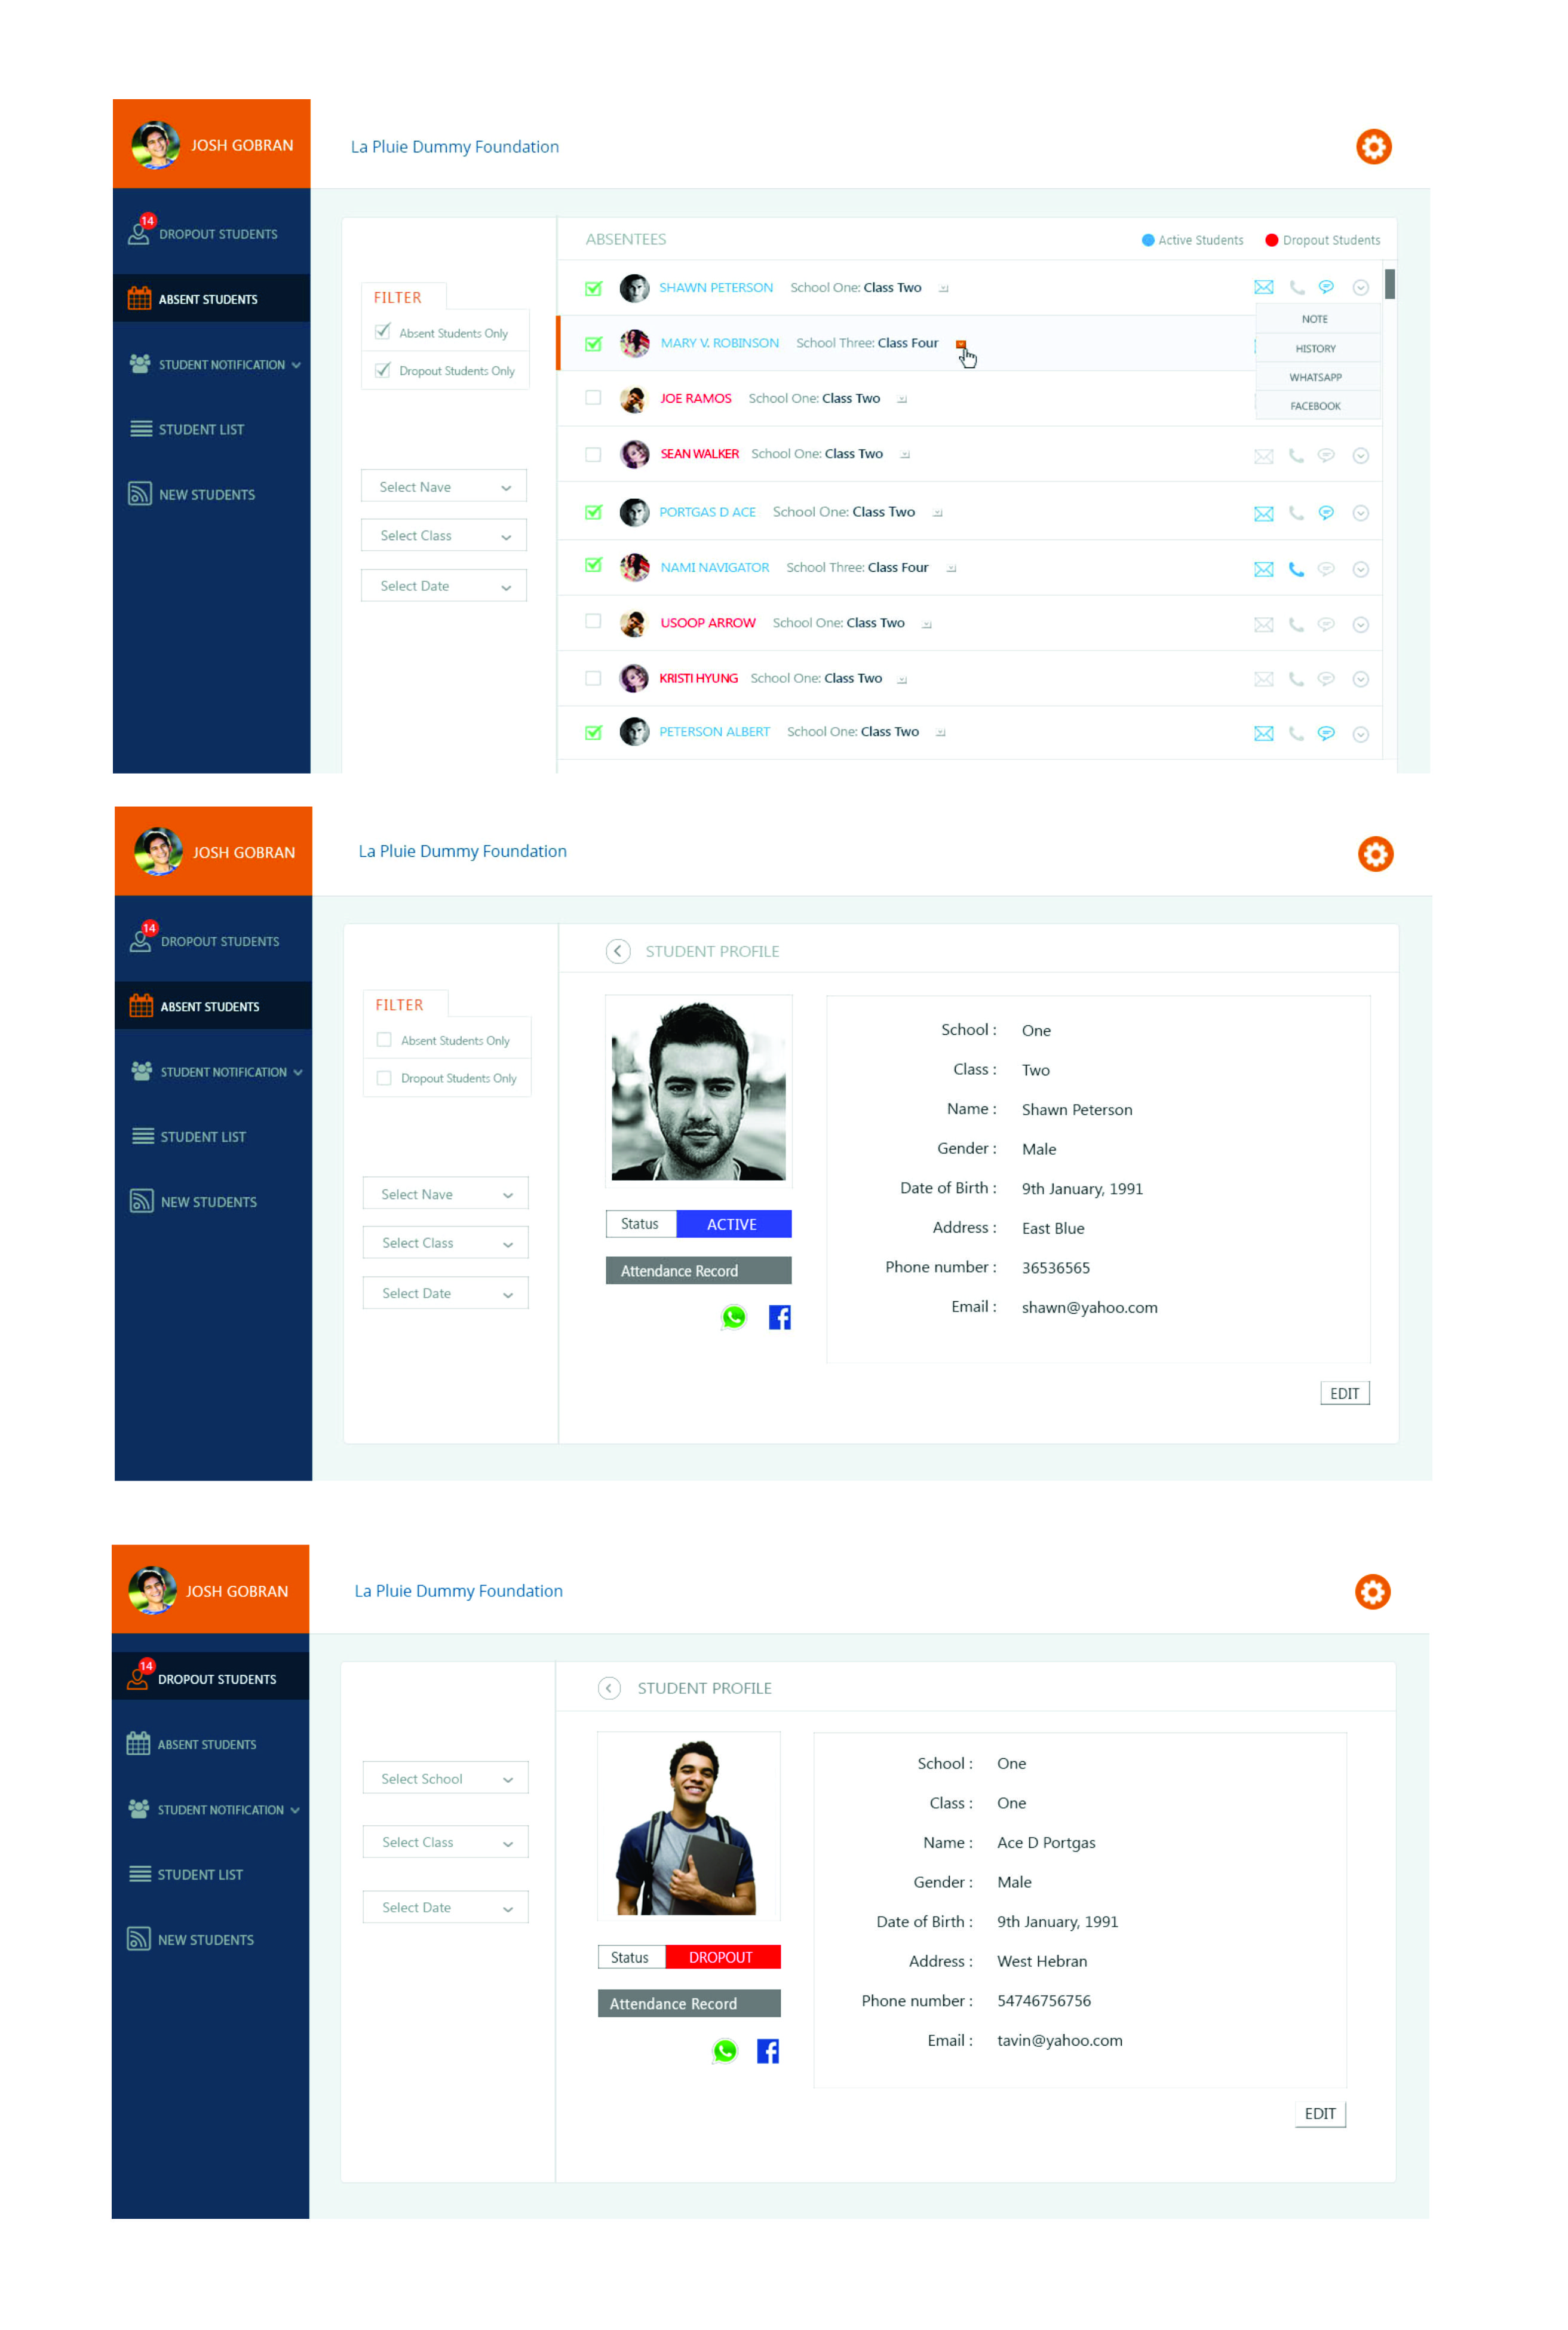 JOSH GOBRAN
La Pluie Dummy Foundation
14
DROPOUT STUDENTS
ABSENT STUDENTS
STUDENT NOTIFICATION
STUDENT LIST
NEW STUDENTS
FILTER
Absent Students Only
Dropout Students Only
Select Nave
Select Class
Select Date
ABSENTEES
Active Students
Dropout Students
SHAWN PETERSON School One: Class Two
MARY V. ROBINSON School Three: Class Four
JOE RAMOS School One: Class Two
SEAN WALKER School One: Class Two
PORTGAS D ACE School One: Class Two
NAMI NAVIGATOR School Three: Class Four
USOOP ARROW School One: Class Two
KRISTI HYUNG School One: Class Two
PETERSON ALBERT School One: Class Two
NOTE
HISTORY
WHATSAPP
FACEBOOK
JOSH GOBRAN
La Pluie Dummy Foundation
14
DROPOUT STUDENTS
ABSENT STUDENTS
STUDENT NOTIFICATION
STUDENT LIST
NEW STUDENTS
FILTER
Absent Students Only
Dropout Students Only
Select Nave
Select Class
Select Date
STUDENT PROFILE
Status ACTIVE
Attendance Record
School : One
Class : Two
Name : Shawn Peterson
Gender : Male
Date of Birth : 9th January, 1991
Address : East Blue
Phone number : 36536565
Email : shawn@yahoo.com
EDIT
JOSH GOBRAN
La Pluie Dummy Foundation
14
DROPOUT STUDENTS
ABSENT STUDENTS
STUDENT NOTIFICATION
STUDENT LIST
NEW STUDENTS
Select School
Select Class
Select Date
STUDENT PROFILE
Status DROPOUT
Attendance Record
School : One
Class : One
Name : Ace D Portgas
Gender : Male
Date of Birth : 9th January, 1991
Address : West Hebran
Phone number : 54746756756
Email : tavin@yahoo.com
EDIT